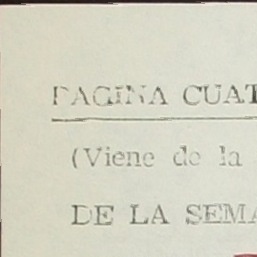 PAGINA CUAT
(Viene de la
DE LA SEMA